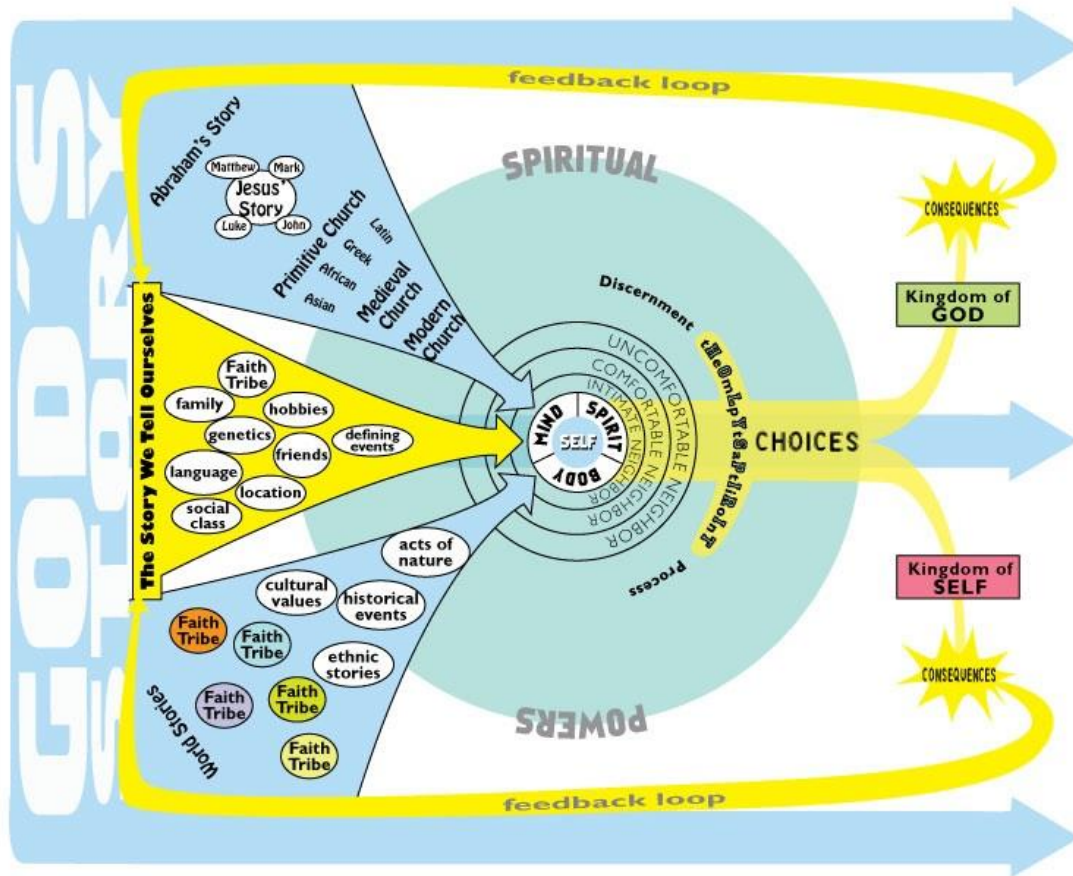 GOD'S
STORY
feedback loop
Abraham's Story
Matthew
Mark
Jesus'
Story
Luke
John
Primitive Church
Latin
Greek
African
Asian
Medieval
Church
Modern
Church
SPIRITUAL
POWERS
The Story We Tell Ourselves
Faith
Tribe
family
hobbies
genetics
friends
defining
events
language
location
social
class
World Stories
acts of
nature
cultural
values
historical
events
ethnic
stories
Faith
Tribe
Faith
Tribe
Faith
Tribe
Faith
Tribe
Faith
Tribe
MIND
SPIRIT
BODY
SELF
INTIMATE NEIGHBOR
COMFORTABLE NEIGHBOR
UNCOMFORTABLE NEIGHBOR
Discernment
tHeOmLpYtSaPtIiRoInT
Process
CHOICES
CONSEQUENCES
Kingdom of
GOD
Kingdom of
SELF
CONSEQUENCES
feedback loop